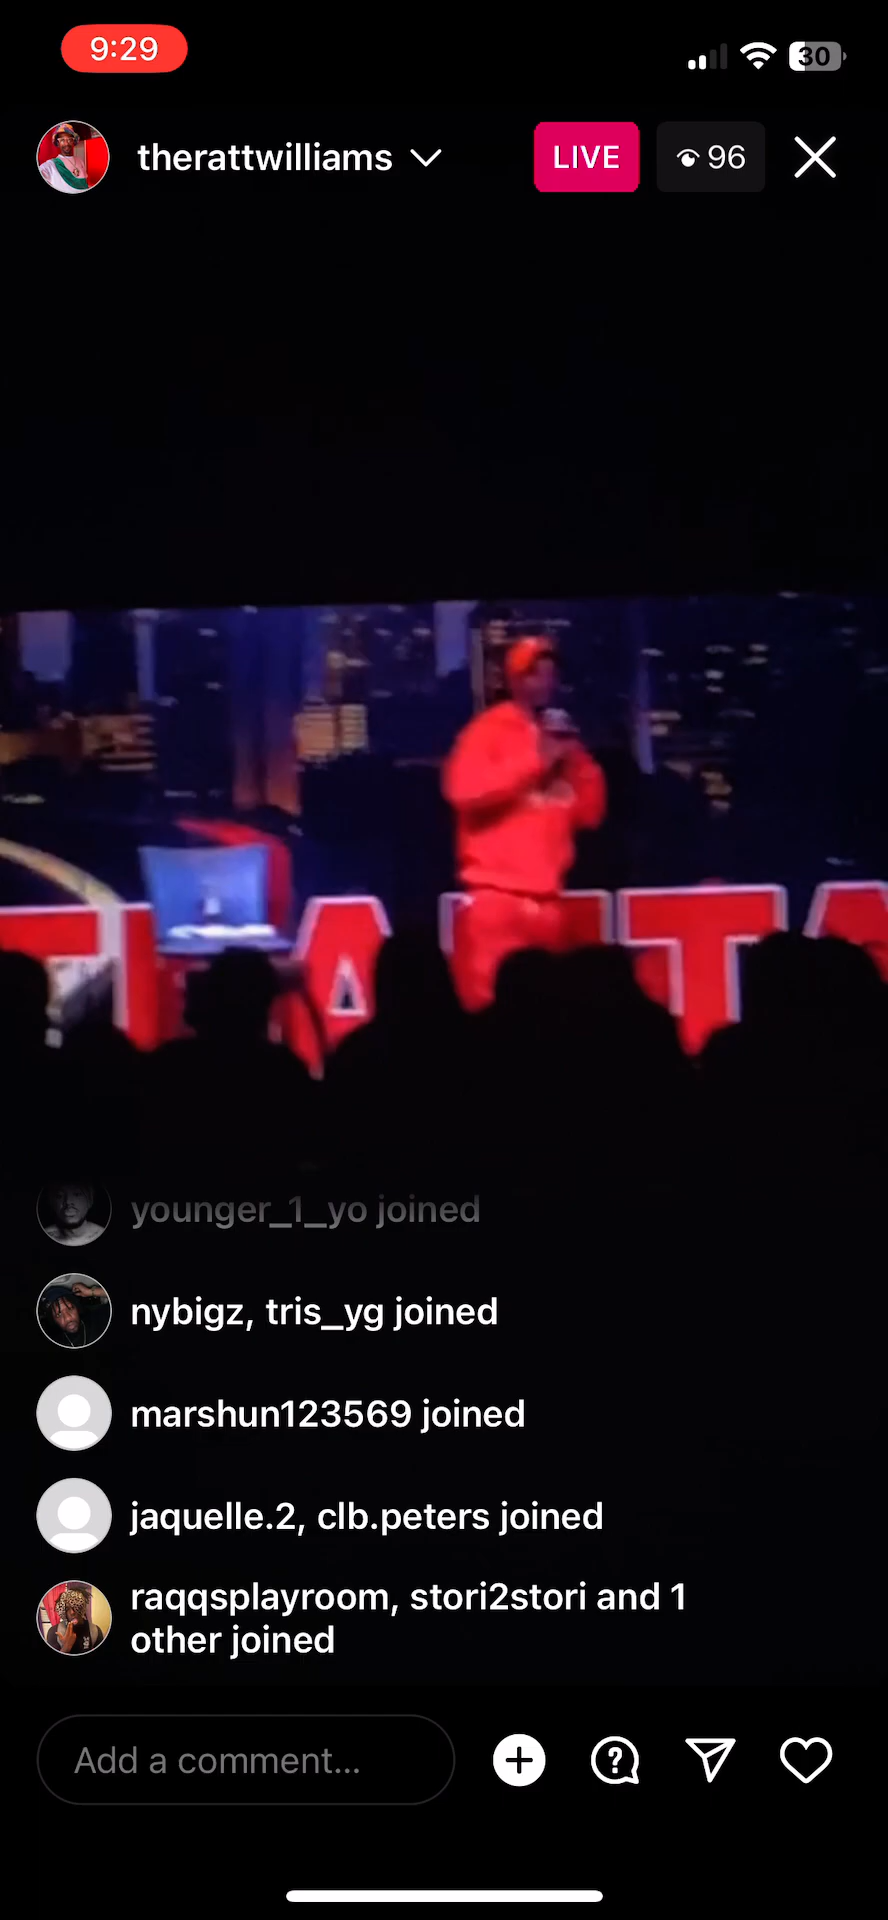 9:29
30
therattwilliams
LIVE
96
TLANTA
younger_1_yo joined
nybigz, tris_yg joined
marshun123569 joined
jaquelle.2, clb.peters joined
raqqsplayroom, stori2stori and 1
other joined
Add a comment...